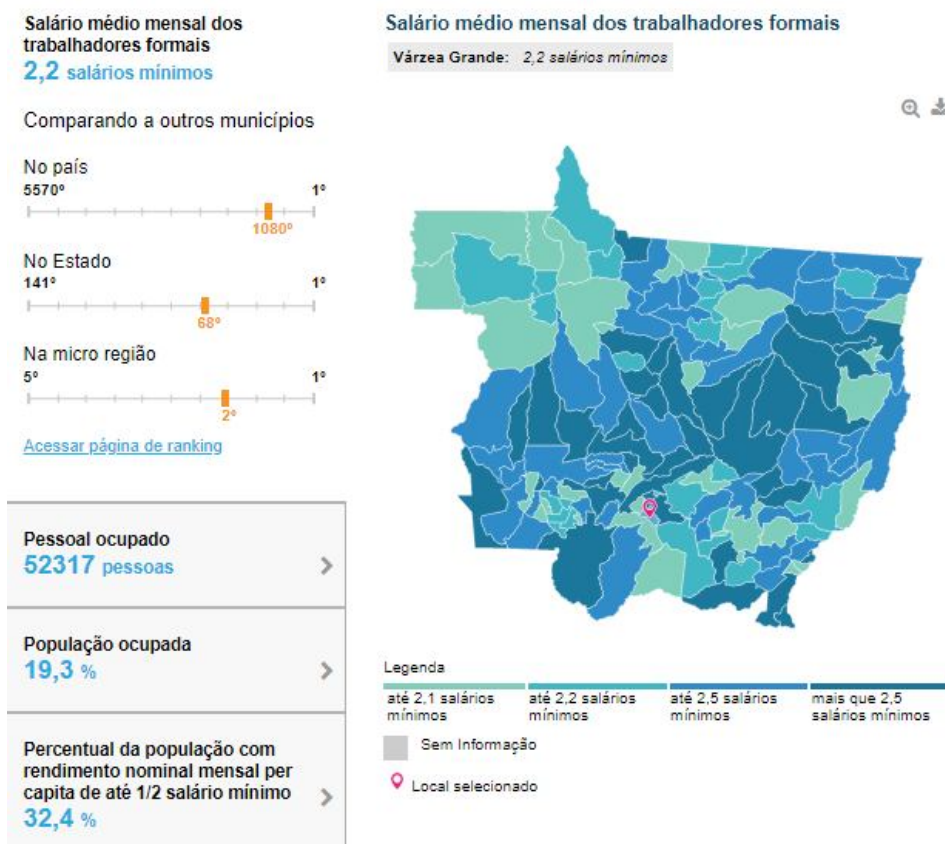 Salário médio mensal dos
trabalhadores formais
2,2 salários mínimos
Comparando a outros municípios
No país
5570º 1º
1080º
No Estado
141º 1º
68º
Na micro região
5º 1º
2º
Acessar página de ranking
Pessoal ocupado
52317 pessoas
População ocupada
19,3 %
Percentual da população com
rendimento nominal mensal per
capita de até 1/2 salário mínimo
32,4 %
Salário médio mensal dos trabalhadores formais
Várzea Grande: 2,2 salários mínimos
Legenda
até 2,1 salários
mínimos
até 2,2 salários
mínimos
até 2,5 salários
mínimos
mais que 2,5
salários mínimos
Sem Informação
Local selecionado